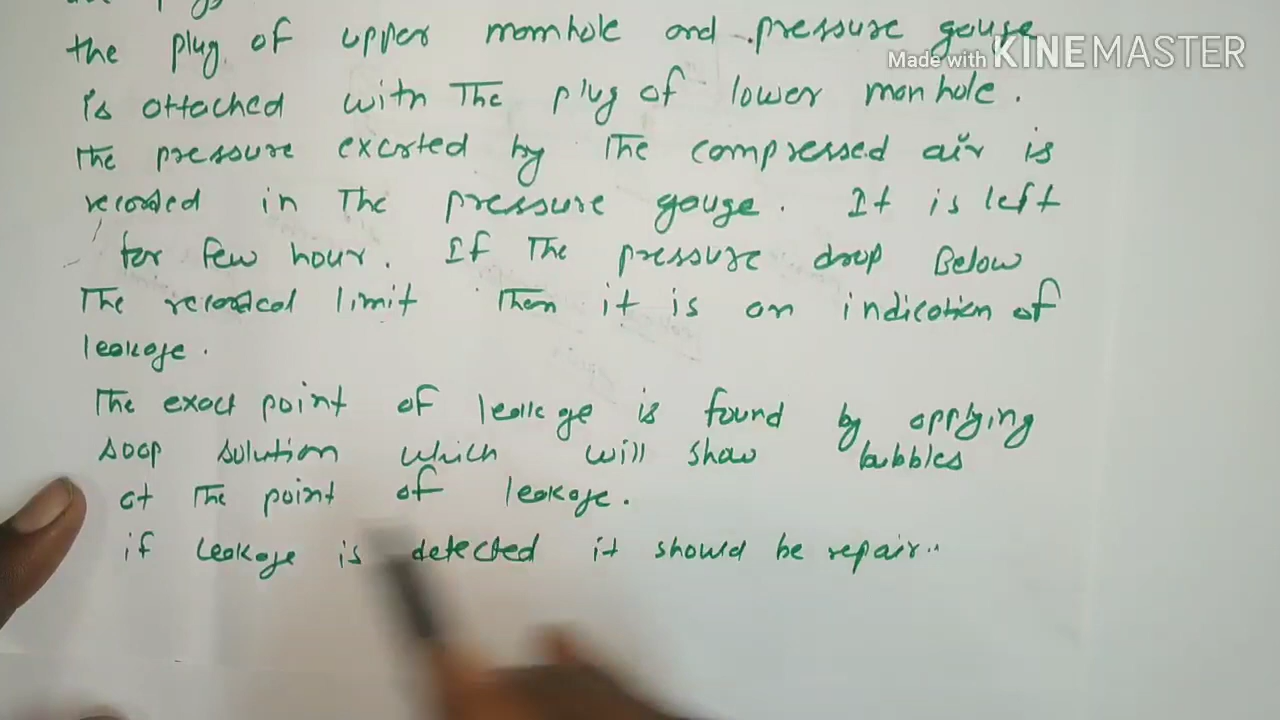 the plug of upper manhole and pressure gauge
Made with KINEMASTER
is attached with The plug of lower manhole.
The pressure excrted by The compressed air is
recorded in The pressure gauge. It is left
for few hour. If The pressure drop Below
The recorded limit Then it is an indication of
leakage.
The exact point of leakage is found by applying
soap solution which will show bubbles
at The point of leakage.
if leakage is detected it should be repair..